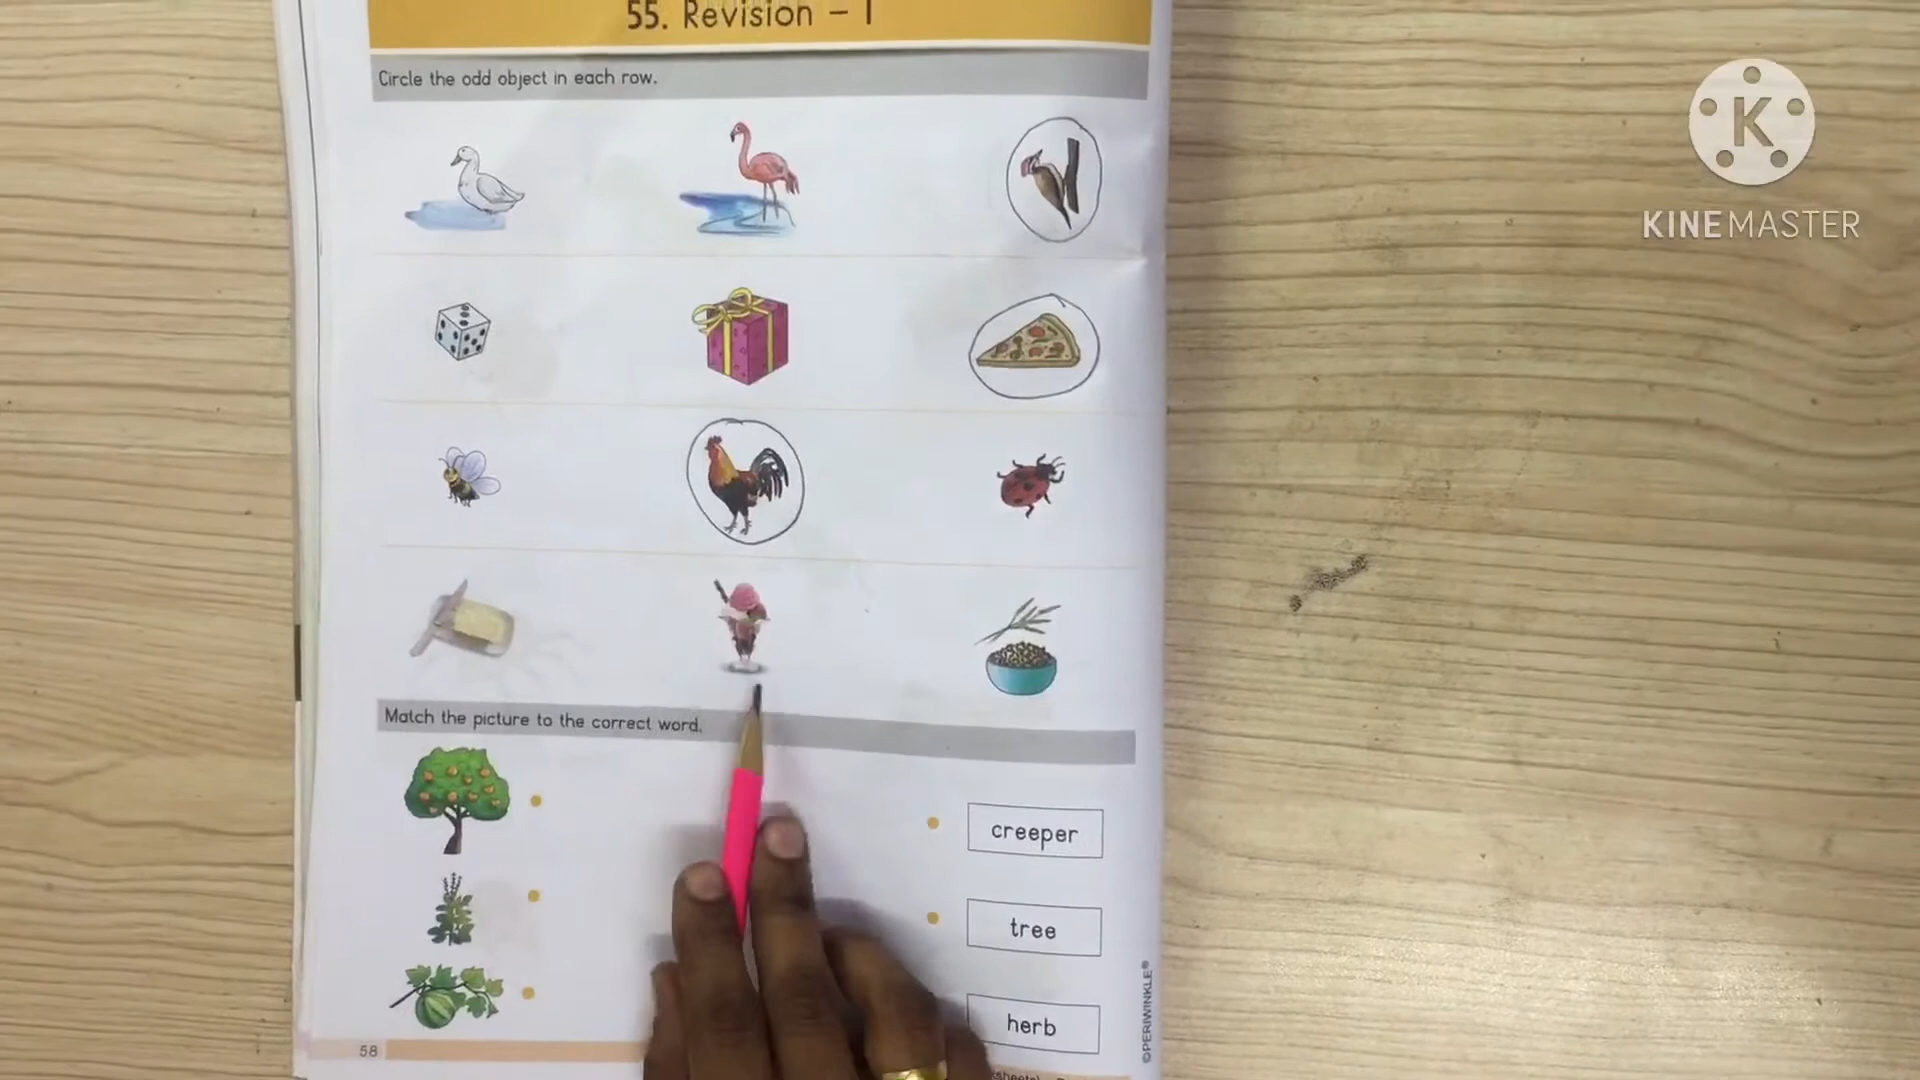 55. Revision – 1
Circle the odd object in each row.
KINEMASTER
Match the picture to the correct word.
creeper
tree
herb
58
©PERIWINKLE®